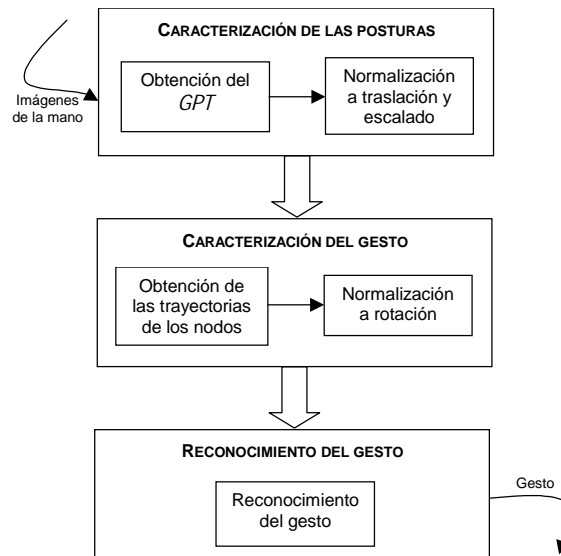 CARACTERIZACIÓN DE LAS POSTURAS
Imágenes
de la mano
Obtención del
GPT
Normalización
a traslación y
escalado
CARACTERIZACIÓN DEL GESTO
Obtención de
las trayectorias
de los nodos
Normalización
a rotación
RECONOCIMIENTO DEL GESTO
Reconocimiento
del gesto
Gesto